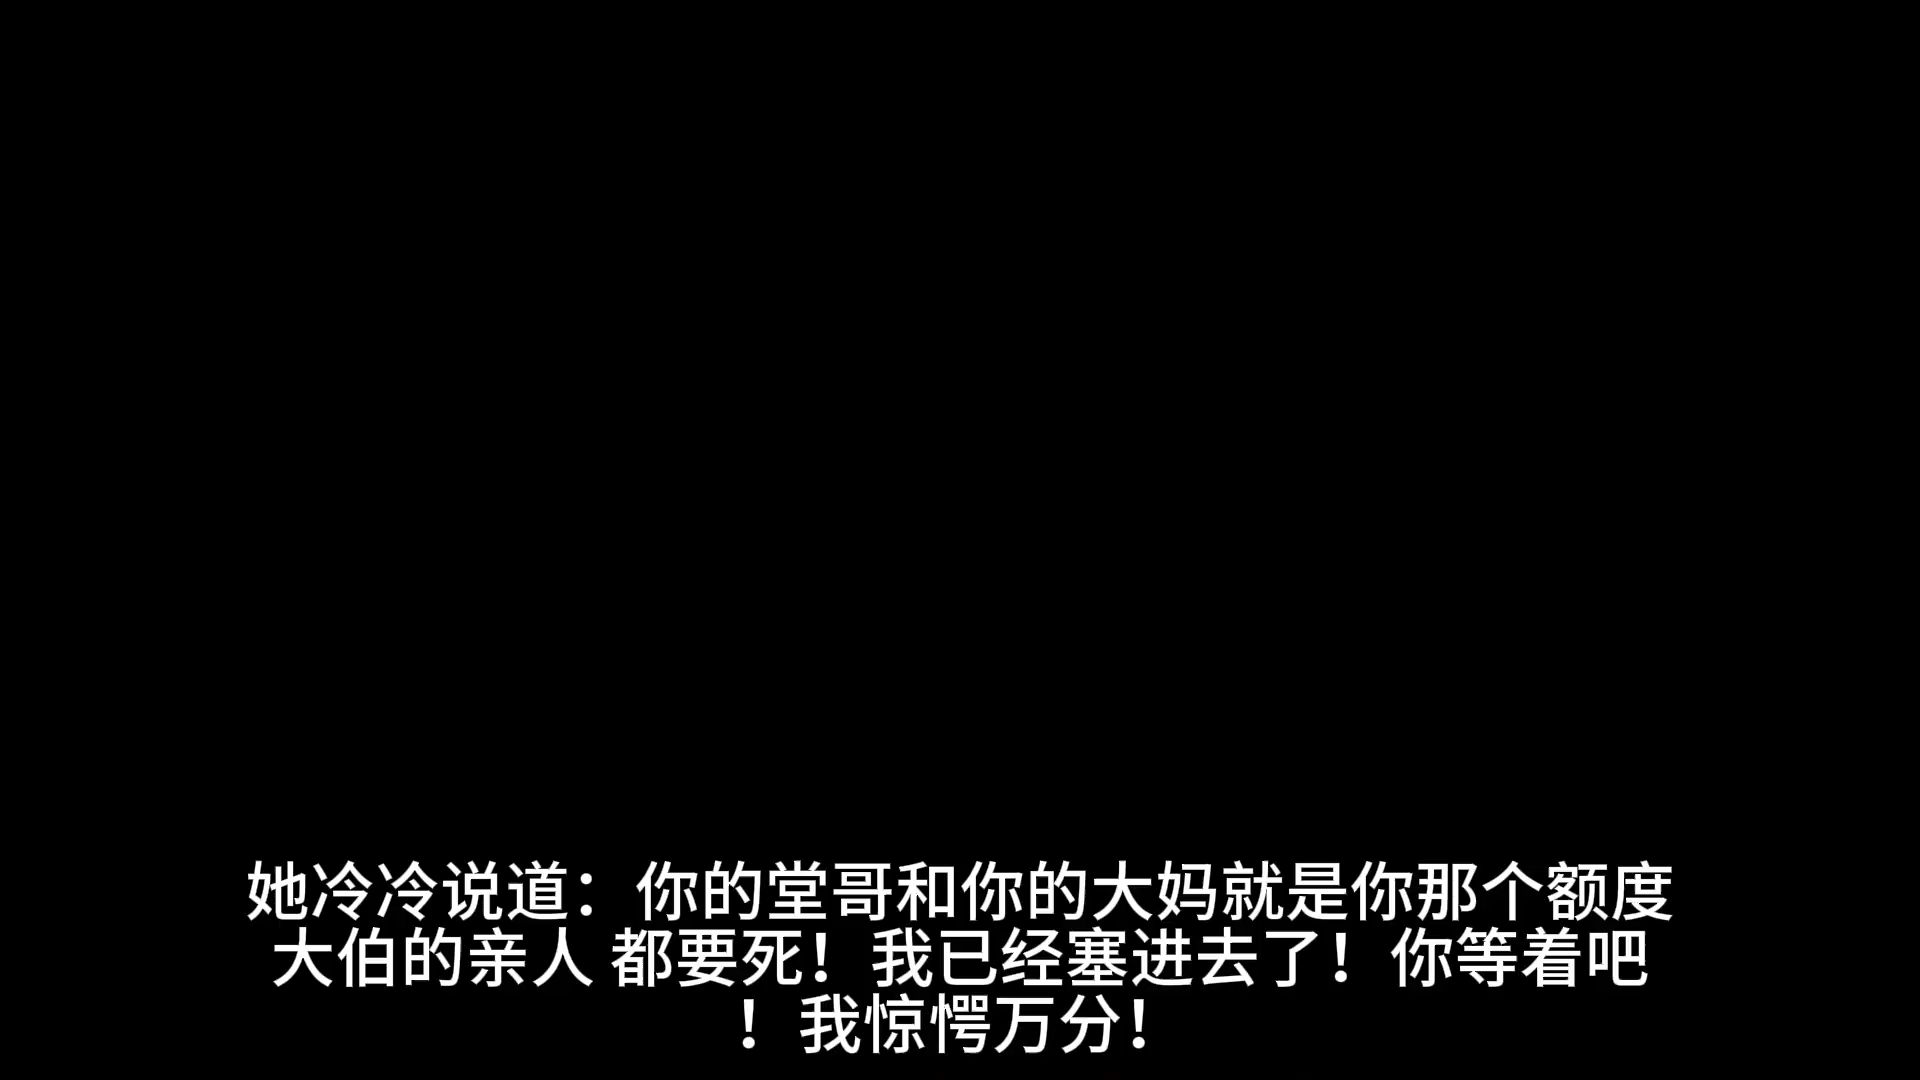 她冷冷说道：你的堂哥和你的大妈就是你那个额度
大伯的亲人 都要死！我已经塞进去了！你等着吧
！我惊愕万分！